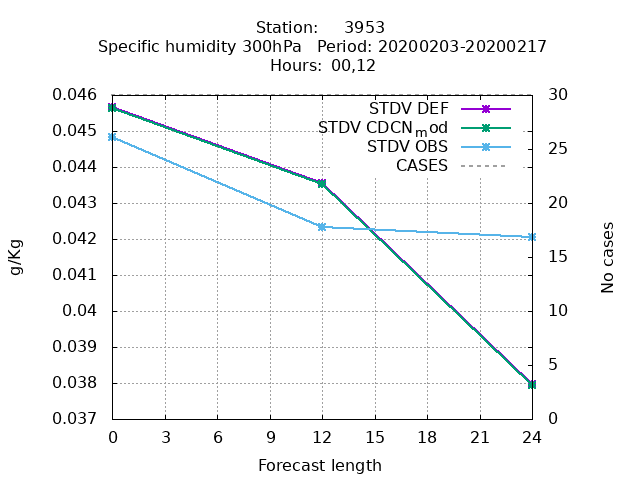 Station:     3953
Specific humidity 300hPa   Period: 20200203-20200217
Hours: 00,12
STDV DEF
STDV CDCNmod
STDV OBS
CASES
0.046
0.045
0.044
0.043
0.042
0.041
0.04
0.039
0.038
0.037
g/Kg
30
25
20
15
10
5
0
No cases
0 3 6 9 12 15 18 21 24
Forecast length